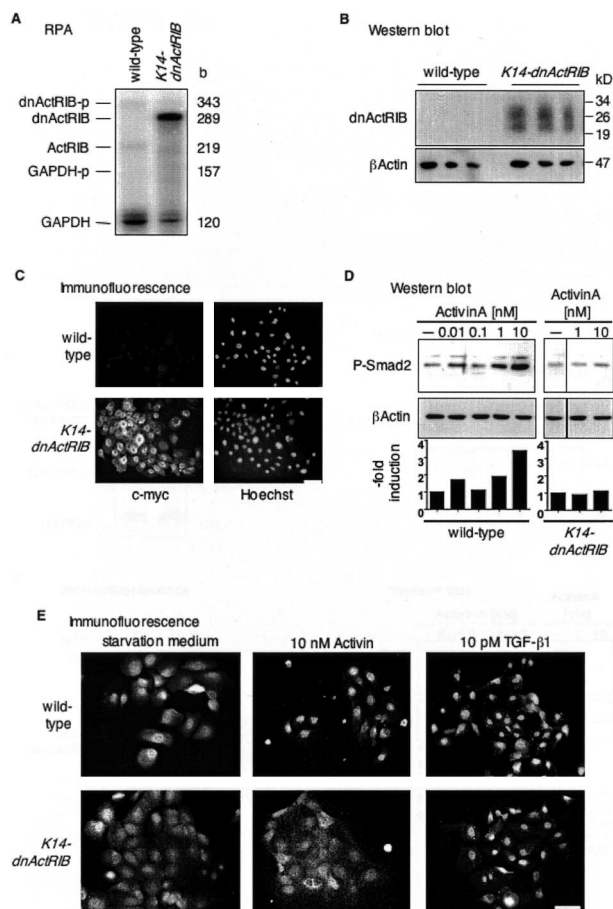 A
RPA
wild-type
K14-
dnActRIB
b
dnActRIB-p 343
dnActRIB 289
ActRIB 219
GAPDH-p 157
GAPDH 120
B
Western blot
wild-type K14-dnActRIB
kD
dnActRIB
34
26
19
βActin 47
C
Immunofluorescence
wild-
type
K14-
dnActRIB
c-myc Hoechst
D
Western blot
ActivinA [nM]
– 0.01 0.1 1 10
ActivinA
[nM]
– 1 10
P-Smad2
βActin
-fold
induction
4
3
2
1
0
4
3
2
1
0
wild-type
K14-
dnActRIB
E
Immunofluorescence
starvation medium 10 nM Activin 10 pM TGF-β1
wild-
type
K14-
dnActRIB